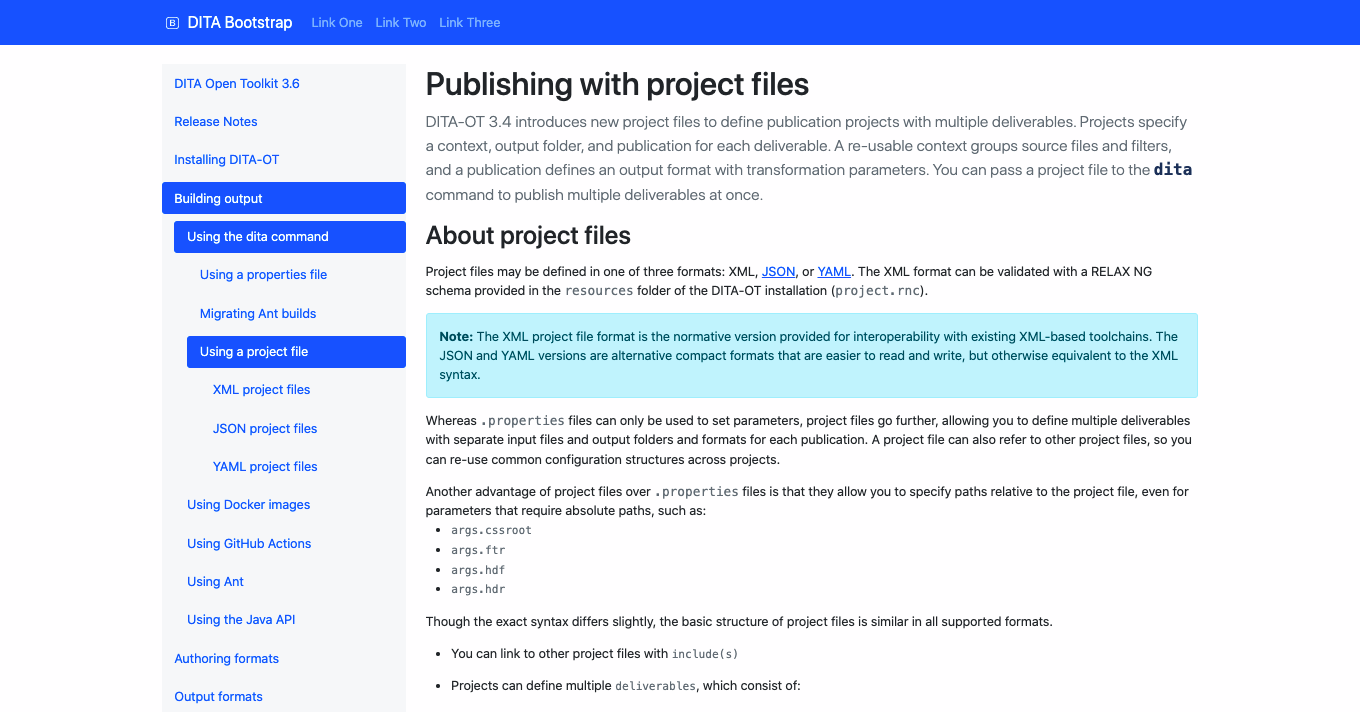 DITA Bootstrap Link One Link Two Link Three
DITA Open Toolkit 3.6
Release Notes
Installing DITA-OT
Building output
Using the dita command
Using a properties file
Migrating Ant builds
Using a project file
XML project files
JSON project files
YAML project files
Using Docker images
Using GitHub Actions
Using Ant
Using the Java API
Authoring formats
Output formats
Publishing with project files
DITA-OT 3.4 introduces new project files to define publication projects with multiple deliverables. Projects specify
a context, output folder, and publication for each deliverable. A re-usable context groups source files and filters,
and a publication defines an output format with transformation parameters. You can pass a project file to the dita
command to publish multiple deliverables at once.
About project files
Project files may be defined in one of three formats: XML, JSON, or YAML. The XML format can be validated with a RELAX NG
schema provided in the resources folder of the DITA-OT installation (project.rnc).
Note: The XML project file format is the normative version provided for interoperability with existing XML-based toolchains. The
JSON and YAML versions are alternative compact formats that are easier to read and write, but otherwise equivalent to the XML
syntax.
Whereas .properties files can only be used to set parameters, project files go further, allowing you to define multiple deliverables
with separate input files and output folders and formats for each publication. A project file can also refer to other project files, so you
can re-use common configuration structures across projects.
Another advantage of project files over .properties files is that they allow you to specify paths relative to the project file, even for
parameters that require absolute paths, such as:
• args.cssroot
• args.ftr
• args.hdf
• args.hdr
Though the exact syntax differs slightly, the basic structure of project files is similar in all supported formats.
• You can link to other project files with include(s)
• Projects can define multiple deliverables, which consist of: